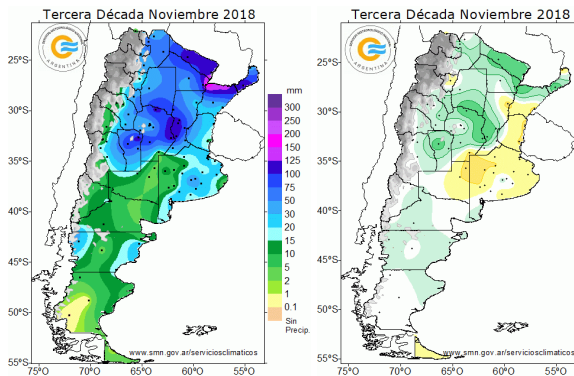 Tercera Década Noviembre 2018
ARGENTINA
25°S
30°S
35°S
40°S
45°S
50°S
55°S
75°O
70°O
65°O
60°O
55°O
www.smn.gov.ar/serviciosclimaticos
mm
300
250
200
150
125
100
75
50
30
20
15
10
5
2
1
0.1
Sin
Precip.
Tercera Década Noviembre 2018
ARGENTINA
25°S
30°S
35°S
40°S
45°S
50°S
55°S
75°O
70°O
65°O
60°O
55°O
www.smn.gov.ar/serviciosclimaticos